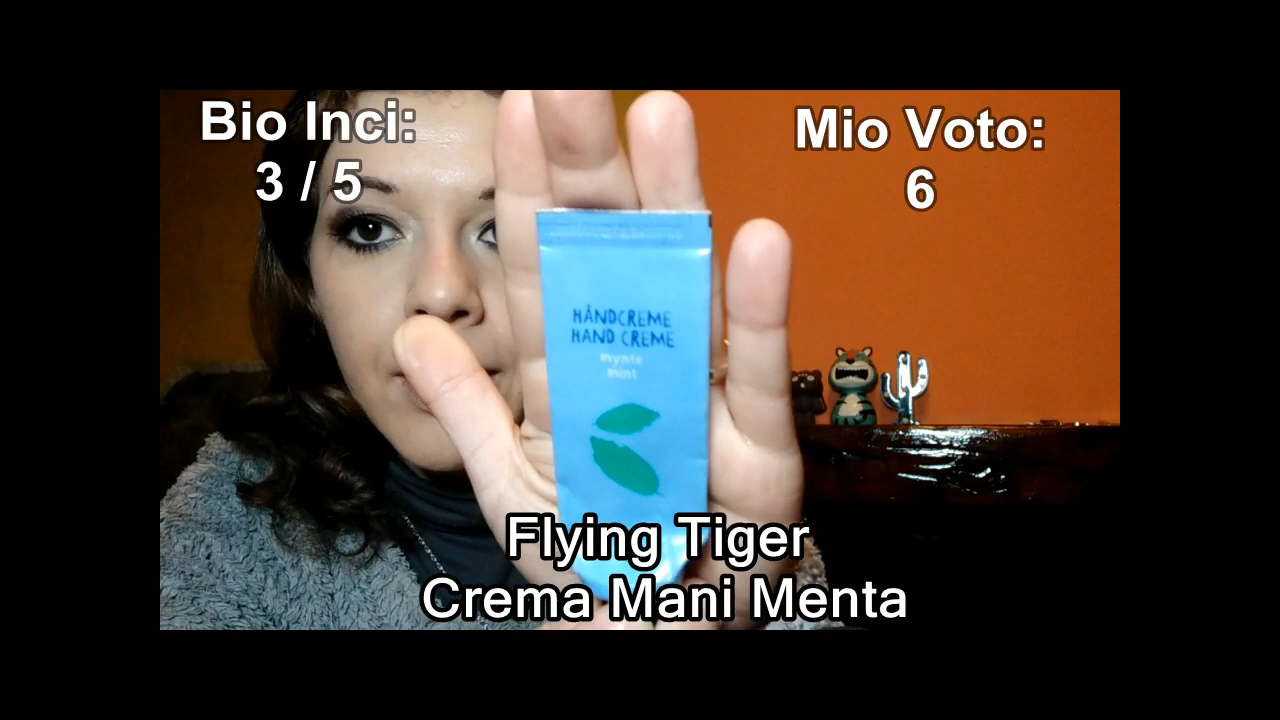 Bio Inci:
3 / 5
Mio Voto:
6
HÅNDCREME
HAND CREME
mynte
mint
Flying Tiger
Crema Mani Menta